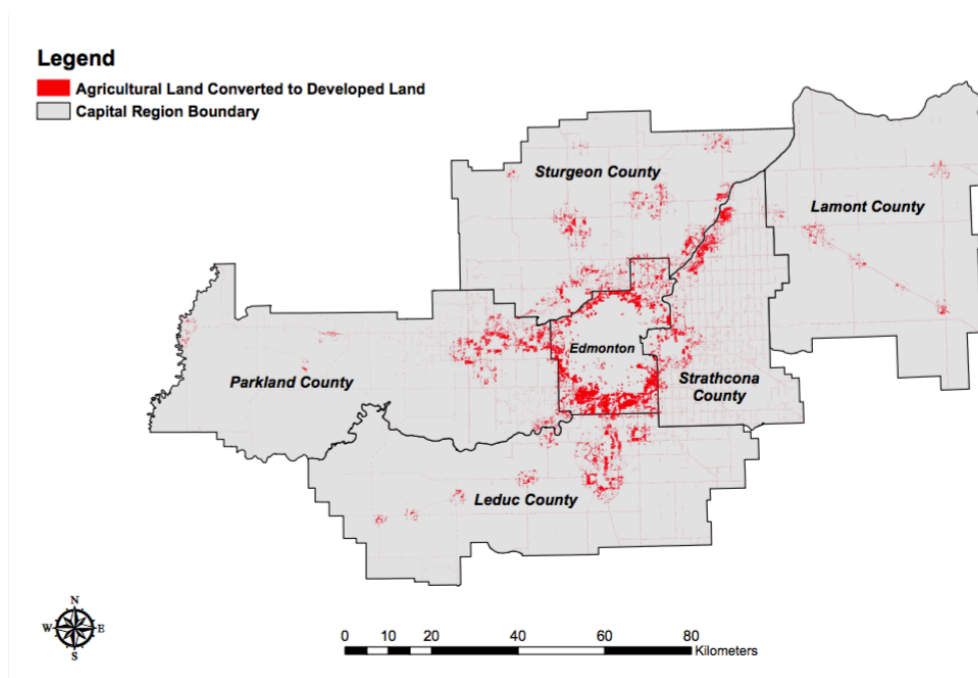 Legend
Agricultural Land Converted to Developed Land
Capital Region Boundary
Sturgeon County
Lamont County
Edmonton
Parkland County
Strathcona
County
Leduc County
N
W E
S
0 5 10 20 40 60 80
Kilometers